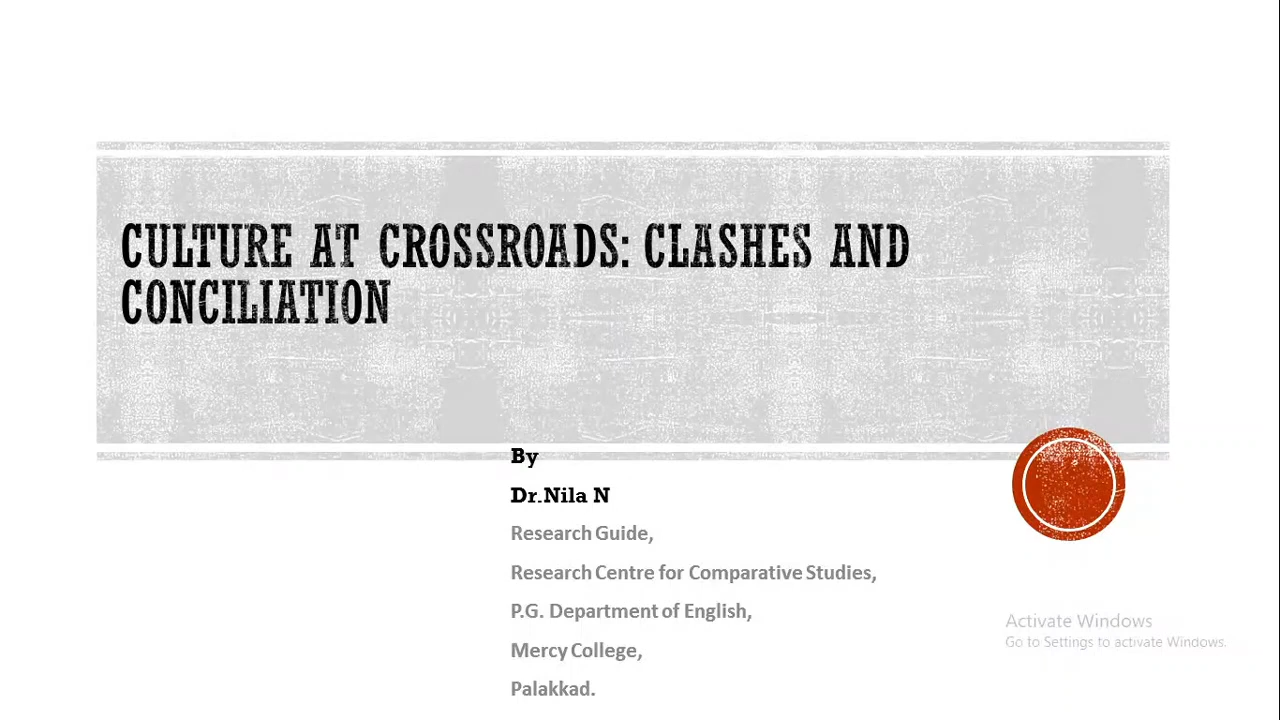 CULTURE AT CROSSROADS: CLASHES AND
CONCILIATION
By
Dr.Nila N
Research Guide,
Research Centre for Comparative Studies,
P.G. Department of English,
Mercy College,
Palakkad.
Activate Windows
Go to Settings to activate Windows.